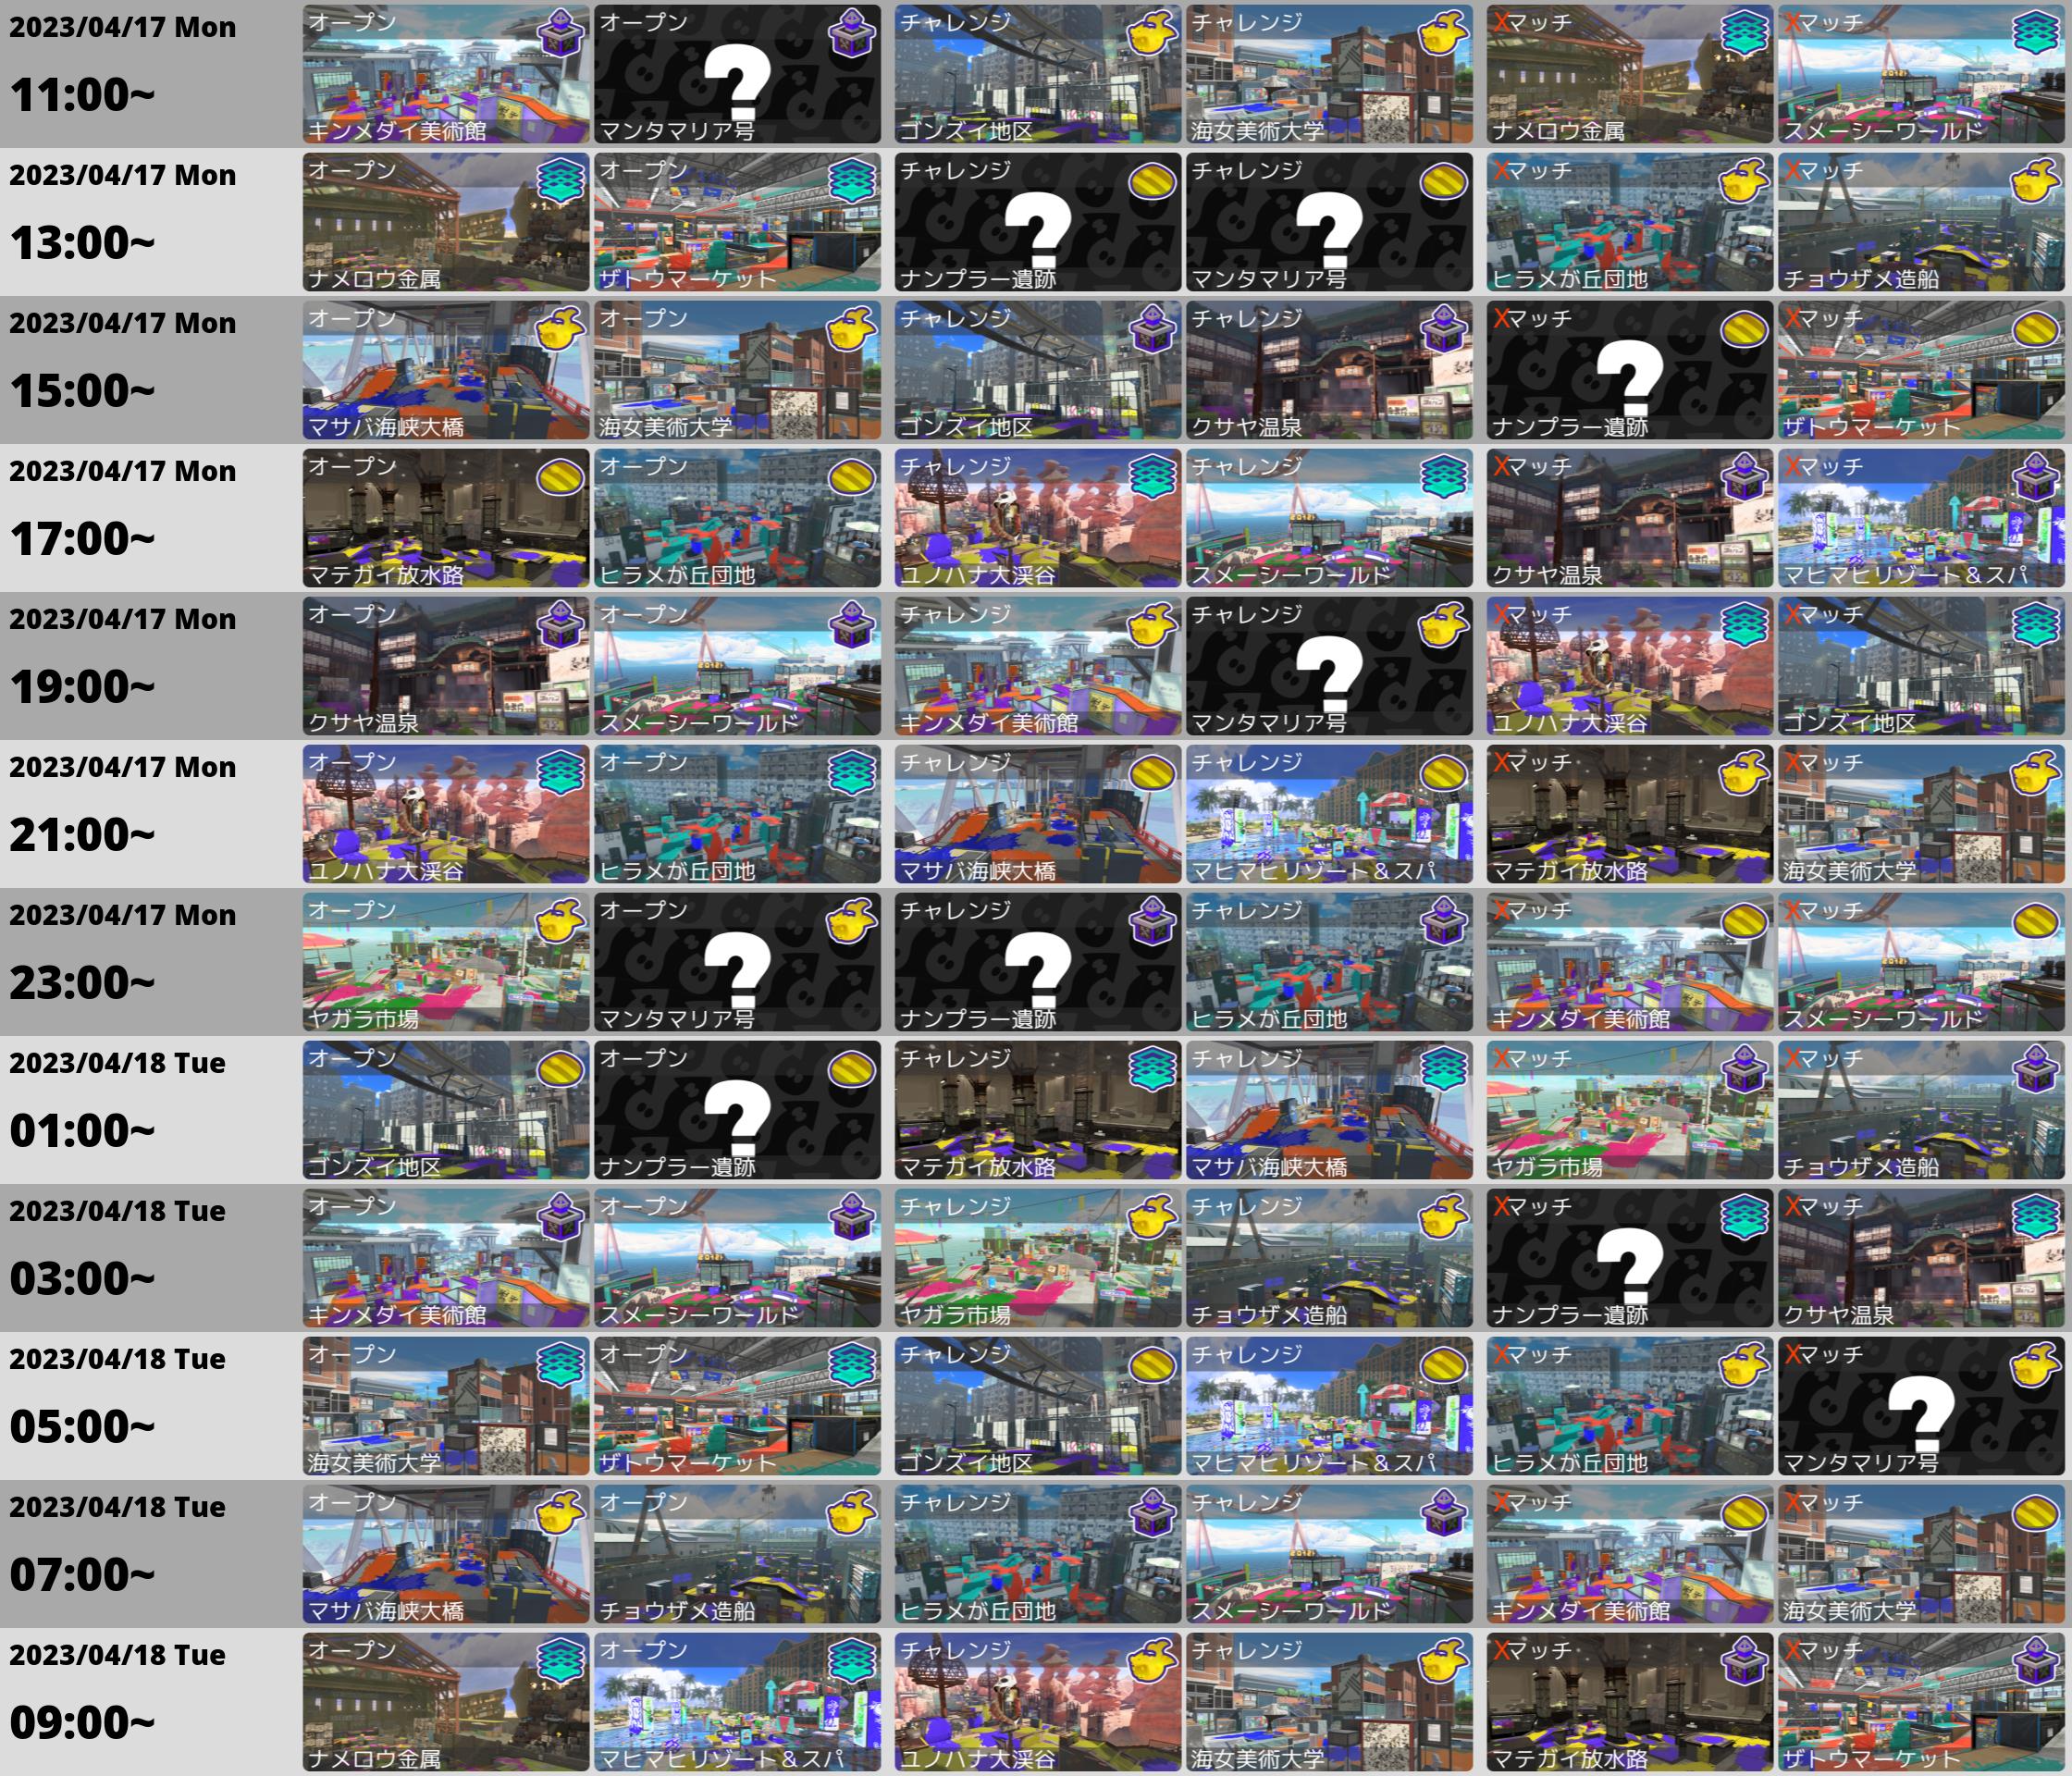 2023/04/17 Mon
11:00~
オープン オープン チャレンジ チャレンジ Xマッチ Xマッチ
キンメダイ美術館 マンタマリア号 ゴンズイ地区 海女美術大学 ナメロウ金属 スメーシーワールド
2023/04/17 Mon
13:00~
オープン オープン チャレンジ チャレンジ Xマッチ Xマッチ
ナメロウ金属 ザトウマーケット ナンプラー遺跡 マンタマリア号 ヒラメが丘団地 チョウザメ造船
2023/04/17 Mon
15:00~
オープン オープン チャレンジ チャレンジ Xマッチ Xマッチ
マサバ海峡大橋 海女美術大学 ゴンズイ地区 クサヤ温泉 ナンプラー遺跡 ザトウマーケット
2023/04/17 Mon
17:00~
オープン オープン チャレンジ チャレンジ Xマッチ Xマッチ
マテガイ放水路 ヒラメが丘団地 ユノハナ大渓谷 スメーシーワールド クサヤ温泉 マヒマヒリゾート＆スパ
2023/04/17 Mon
19:00~
オープン オープン チャレンジ チャレンジ Xマッチ Xマッチ
クサヤ温泉 スメーシーワールド キンメダイ美術館 マンタマリア号 ユノハナ大渓谷 ゴンズイ地区
2023/04/17 Mon
21:00~
オープン オープン チャレンジ チャレンジ Xマッチ Xマッチ
ユノハナ大渓谷 ヒラメが丘団地 マサバ海峡大橋 マヒマヒリゾート＆スパ マテガイ放水路 海女美術大学
2023/04/17 Mon
23:00~
オープン オープン チャレンジ チャレンジ Xマッチ Xマッチ
ヤガラ市場 マンタマリア号 ナンプラー遺跡 ヒラメが丘団地 キンメダイ美術館 スメーシーワールド
2023/04/18 Tue
01:00~
オープン オープン チャレンジ チャレンジ Xマッチ Xマッチ
ゴンズイ地区 ナンプラー遺跡 マテガイ放水路 マサバ海峡大橋 ヤガラ市場 チョウザメ造船
2023/04/18 Tue
03:00~
オープン オープン チャレンジ チャレンジ Xマッチ Xマッチ
キンメダイ美術館 スメーシーワールド ヤガラ市場 チョウザメ造船 ナンプラー遺跡 クサヤ温泉
2023/04/18 Tue
05:00~
オープン オープン チャレンジ チャレンジ Xマッチ Xマッチ
海女美術大学 ザトウマーケット ゴンズイ地区 マヒマヒリゾート＆スパ ヒラメが丘団地 マンタマリア号
2023/04/18 Tue
07:00~
オープン オープン チャレンジ チャレンジ Xマッチ Xマッチ
マサバ海峡大橋 チョウザメ造船 ヒラメが丘団地 スメーシーワールド キンメダイ美術館 海女美術大学
2023/04/18 Tue
09:00~
オープン オープン チャレンジ チャレンジ Xマッチ Xマッチ
ナメロウ金属 マヒマヒリゾート＆スパ ユノハナ大渓谷 海女美術大学 マテガイ放水路 ザトウマーケット